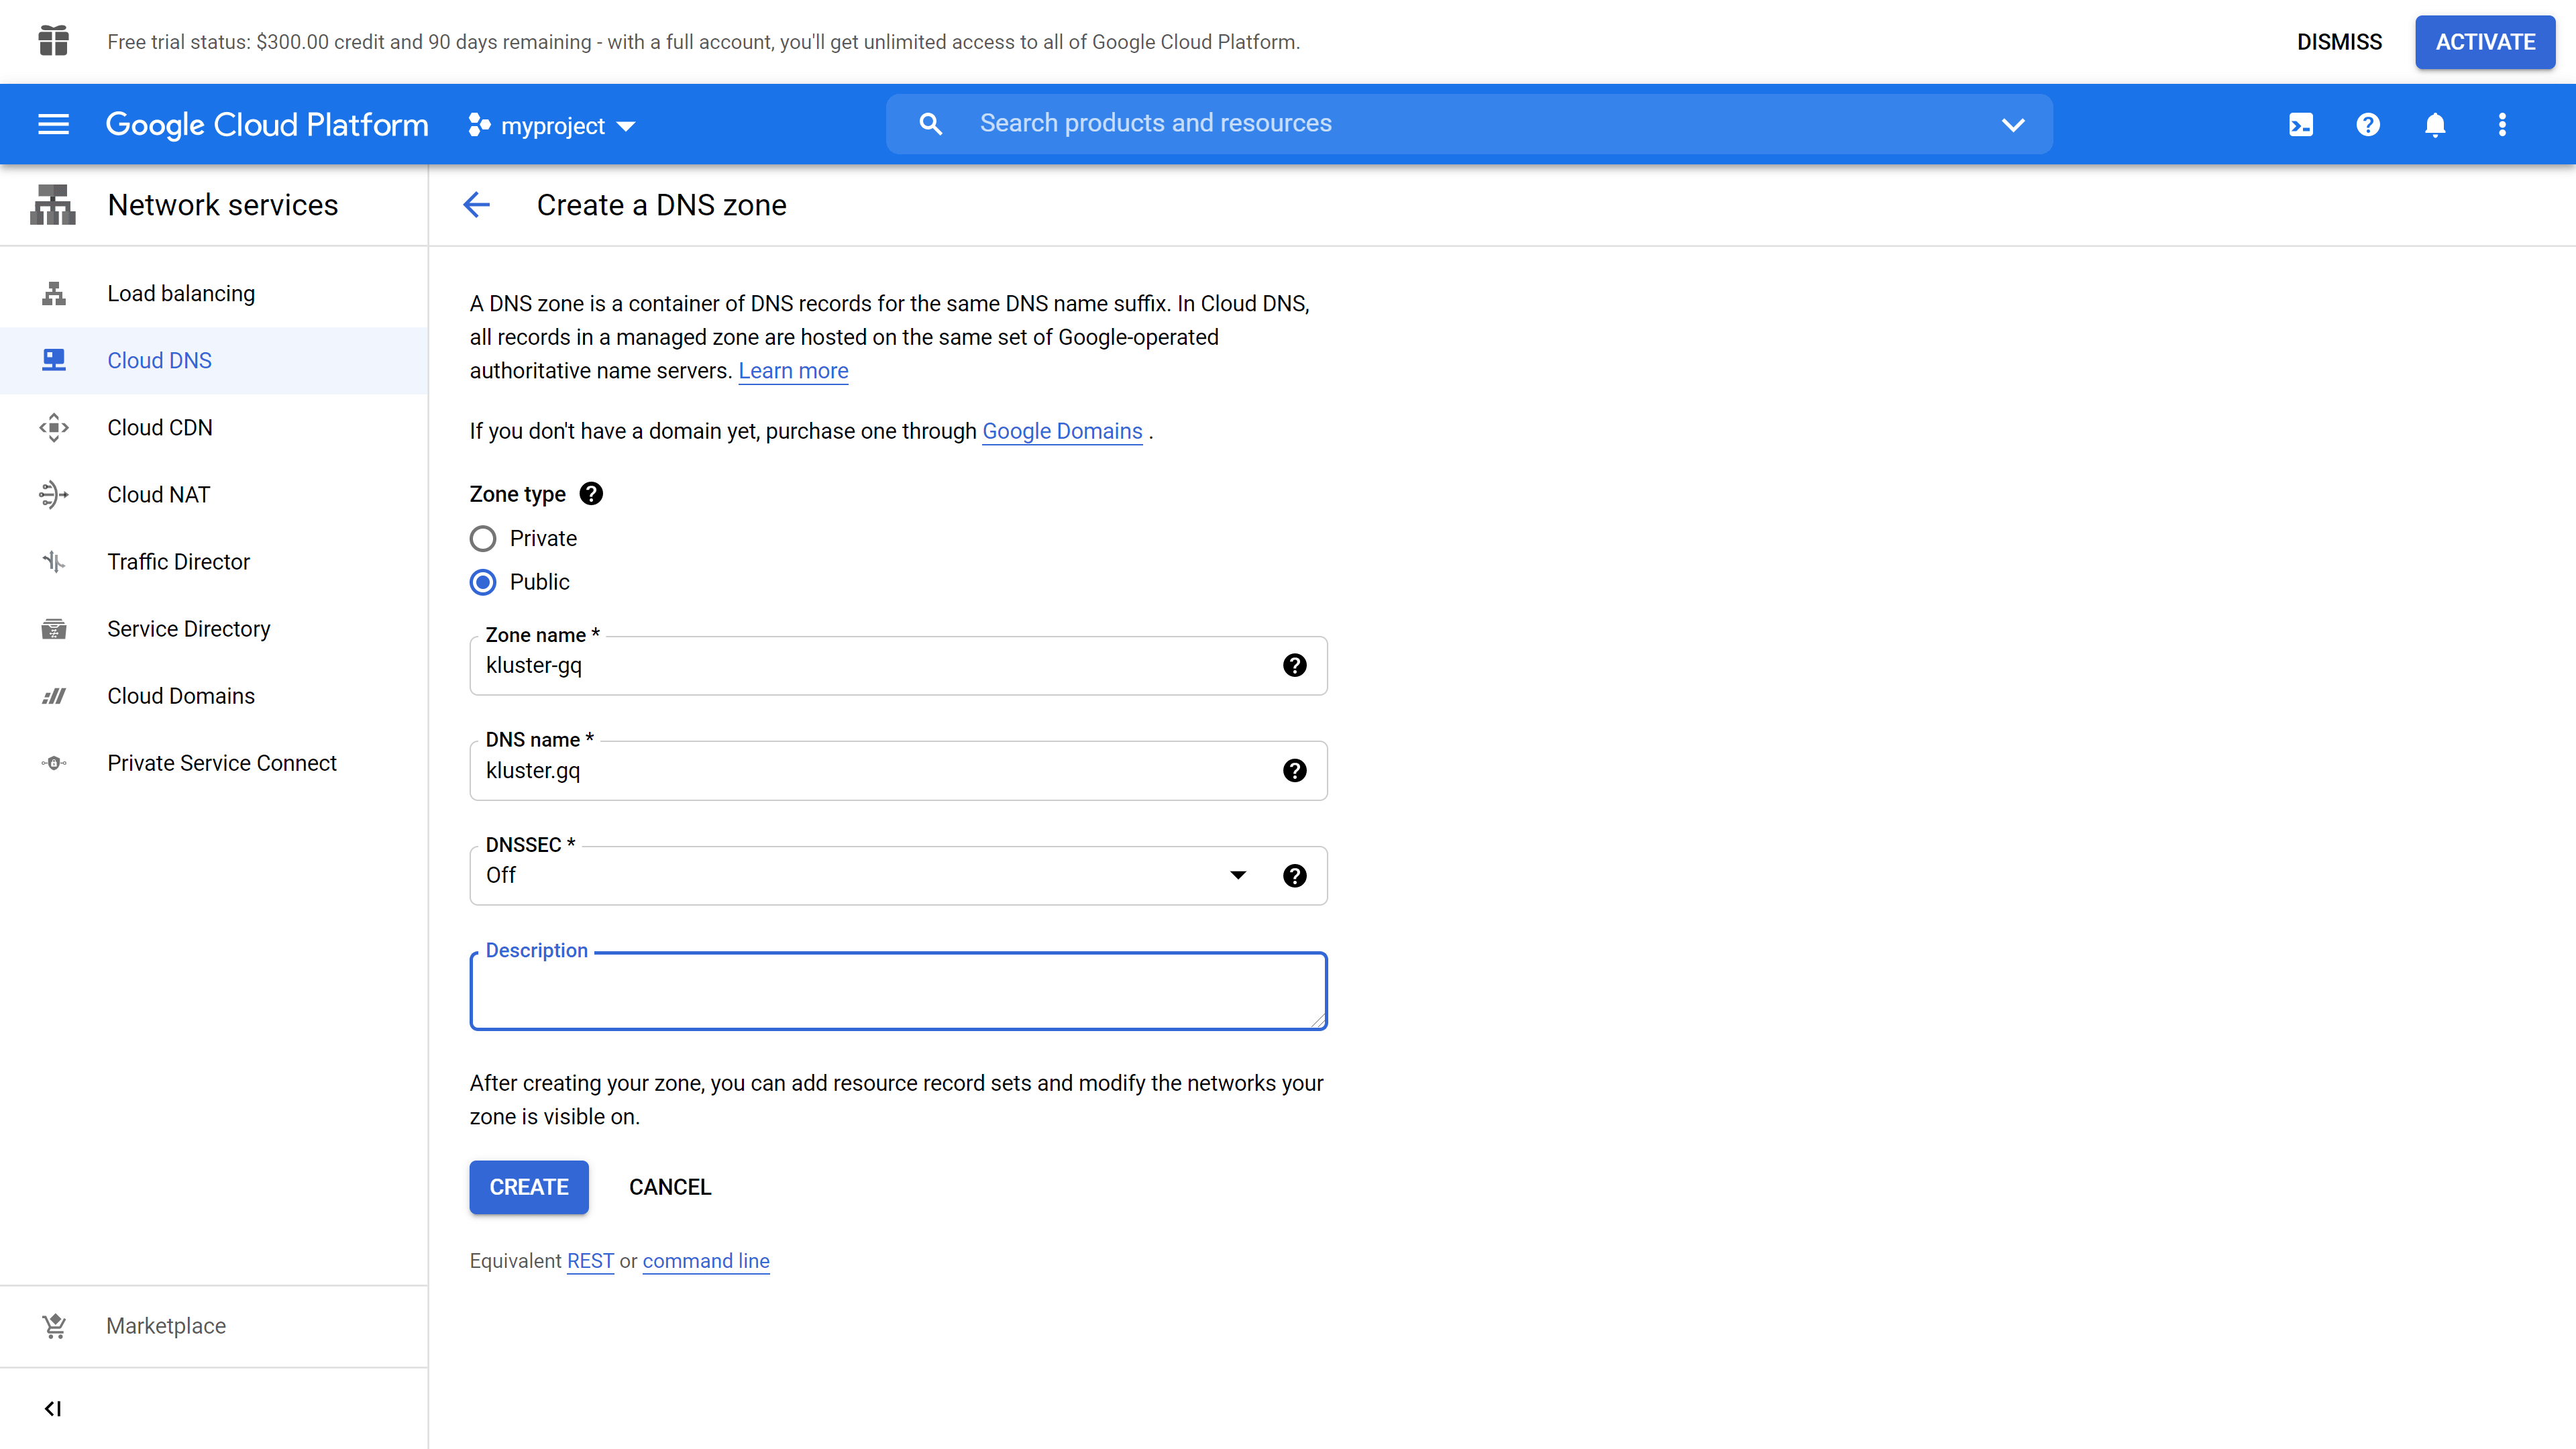 Free trial status: $300.00 credit and 90 days remaining - with a full account, you'll get unlimited access to all of Google Cloud Platform.
DISMISS
ACTIVATE
Google Cloud Platform
myproject
Search products and resources
Network services
Create a DNS zone
Load balancing
Cloud DNS
Cloud CDN
Cloud NAT
Traffic Director
Service Directory
Cloud Domains
Private Service Connect
Marketplace
A DNS zone is a container of DNS records for the same DNS name suffix. In Cloud DNS,
all records in a managed zone are hosted on the same set of Google-operated
authoritative name servers. Learn more
If you don't have a domain yet, purchase one through Google Domains .
Zone type
Private
Public
Zone name *
kluster-gq
DNS name *
kluster.gq
DNSSEC *
Off
Description
After creating your zone, you can add resource record sets and modify the networks your
zone is visible on.
CREATE
CANCEL
Equivalent REST or command line